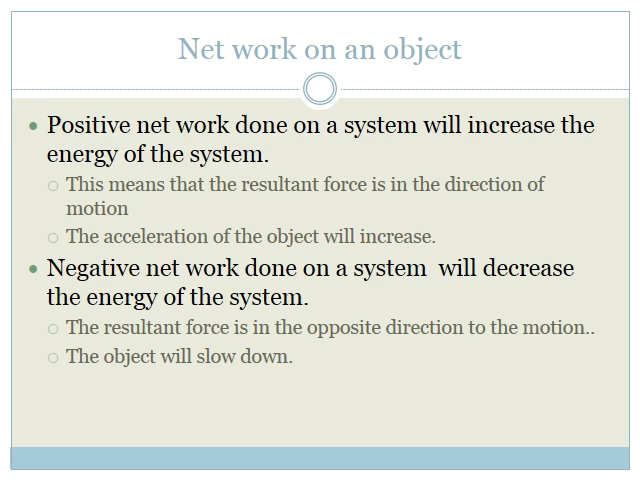 Net work on an object
Positive net work done on a system will increase the
energy of the system.
This means that the resultant force is in the direction of
motion
The acceleration of the object will increase.
Negative net work done on a system  will decrease
the energy of the system.
The resultant force is in the opposite direction to the motion..
The object will slow down.